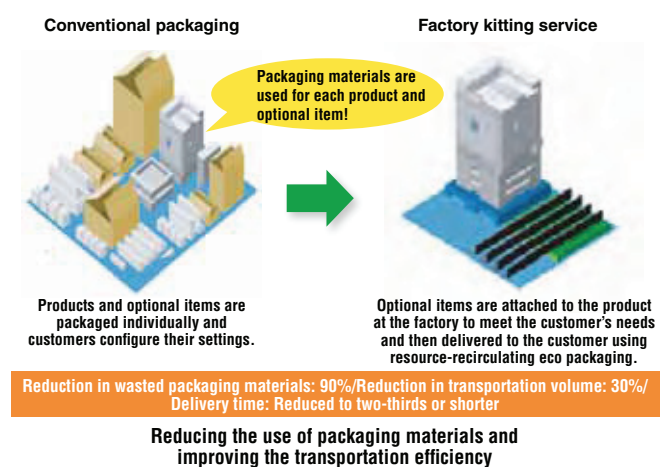 Conventional packaging
Factory kitting service
Packaging materials are
used for each product and
optional item!
Products and optional items are
packaged individually and
customers configure their settings.
Optional items are attached to the product
at the factory to meet the customer's needs
and then delivered to the customer using
resource-recirculating eco packaging.
Reduction in wasted packaging materials: 90%/Reduction in transportation volume: 30%/
Delivery time: Reduced to two-thirds or shorter
Reducing the use of packaging materials and
improving the transportation efficiency